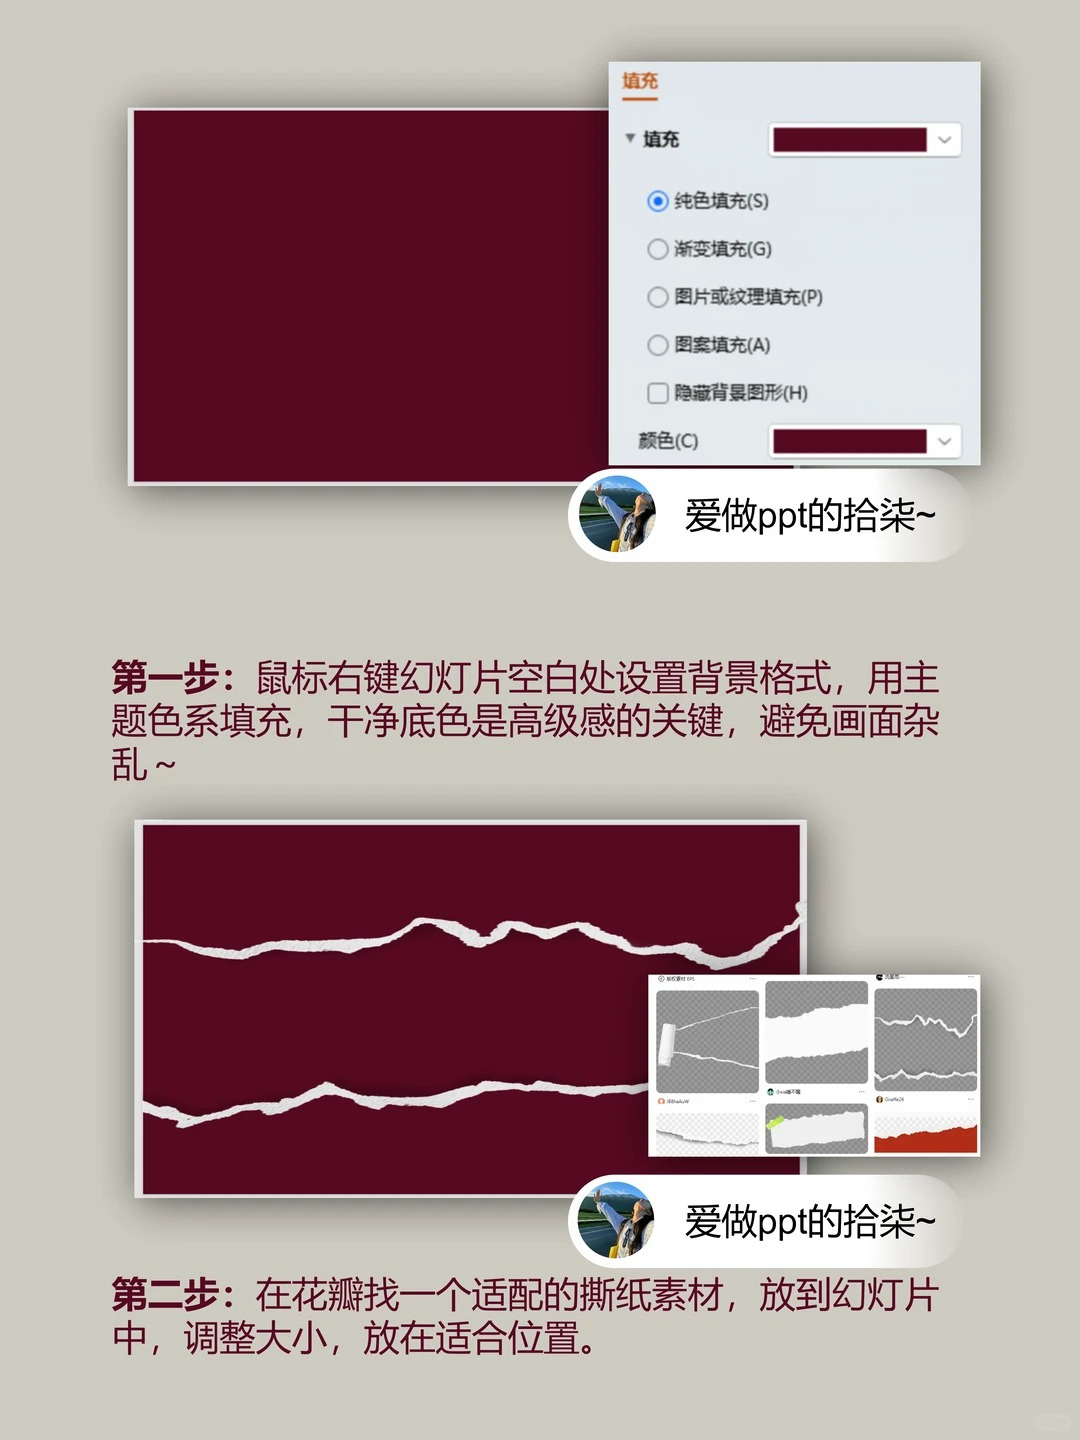 填充
填充
纯色填充(S)
渐变填充(G)
图片或纹理填充(P)
图案填充(A)
隐藏背景图形(H)
颜色(C)
爱做ppt的拾柒~
第一步：鼠标右键幻灯片空白处设置背景格式，用主
题色系填充，干净底色是高级感的关键，避免画面杂
乱~
爱做ppt的拾柒~
第二步：在花瓣找一个适配的撕纸素材，放到幻灯片
中，调整大小，放在适合位置。